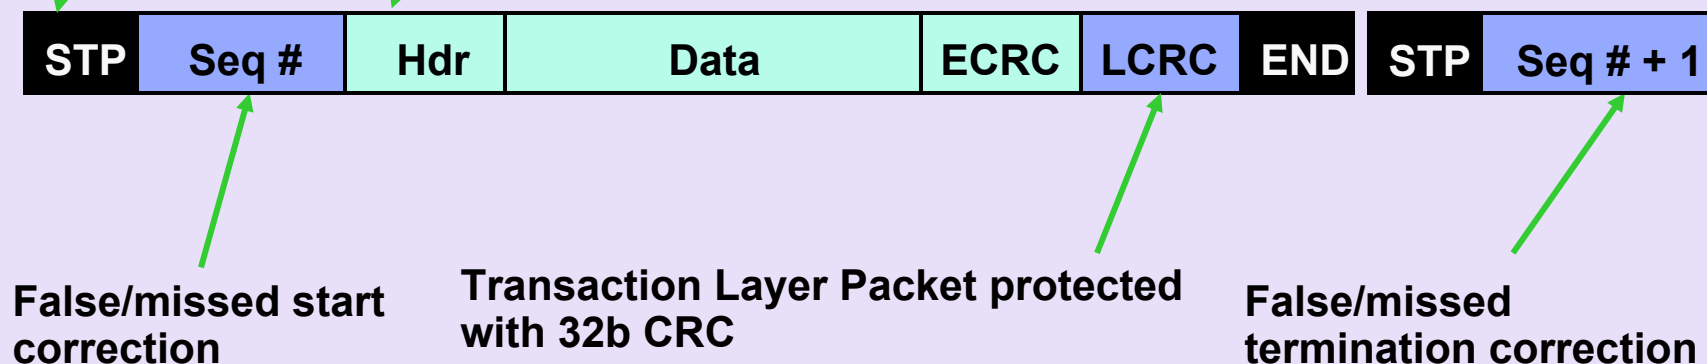 STP Seq # Hdr Data ECRC LCRC END STP Seq # + 1
False/missed start
correction
Transaction Layer Packet protected
with 32b CRC
False/missed
termination correction